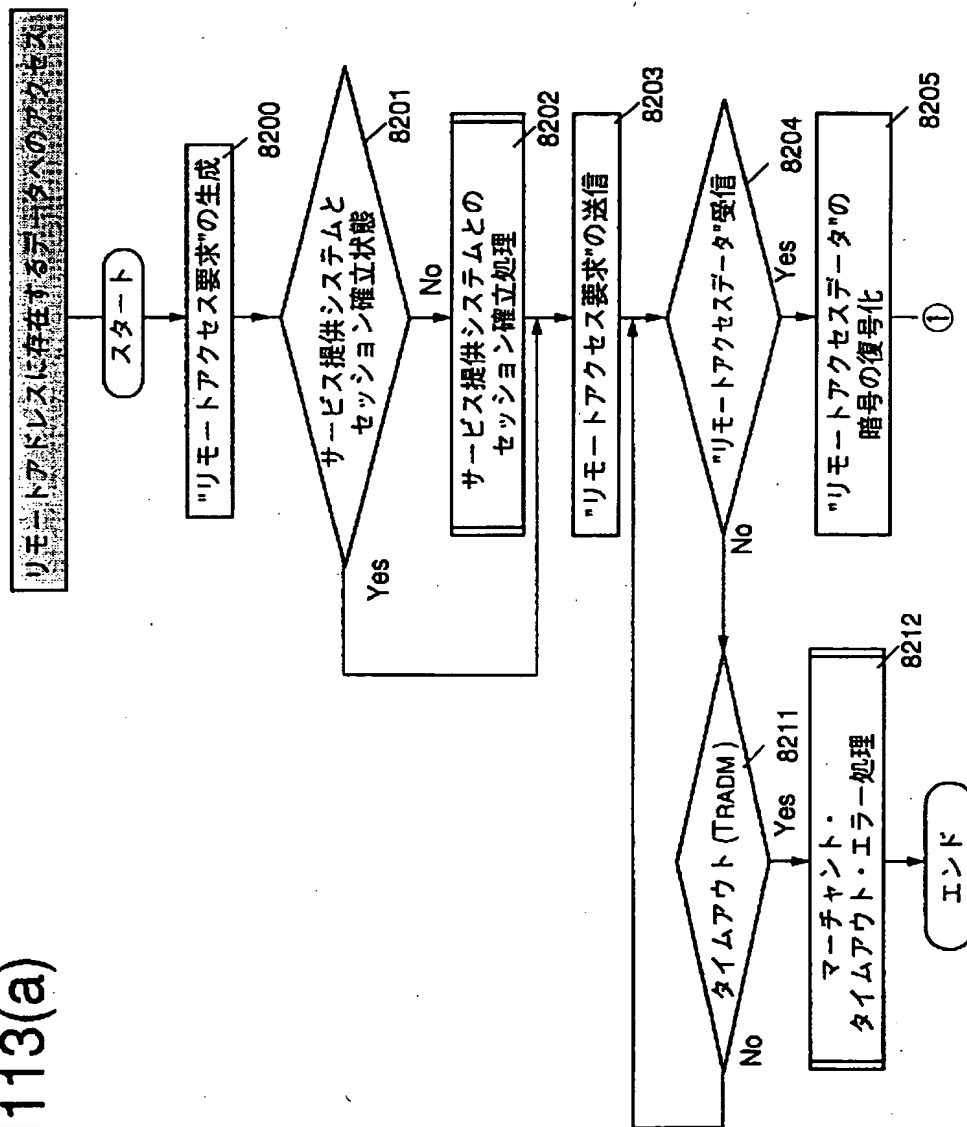 113(a)
リモートアドレスに存在するデータへのアクセス
スタート
"リモートアクセス要求"の生成
8200
サービス提供システムと
セッション確立状態
8201
Yes
No
サービス提供システムとの
セッション確立処理
8202
"リモートアクセス要求"の送信
8203
"リモートアクセスデータ"受信
8204
No
Yes
"リモートアクセスデータ"の
暗号の復号化
8205
①
タイムアウト(TRADM)
8211
No
Yes
マーチャント・
タイムアウト・エラー処理
8212
エンド